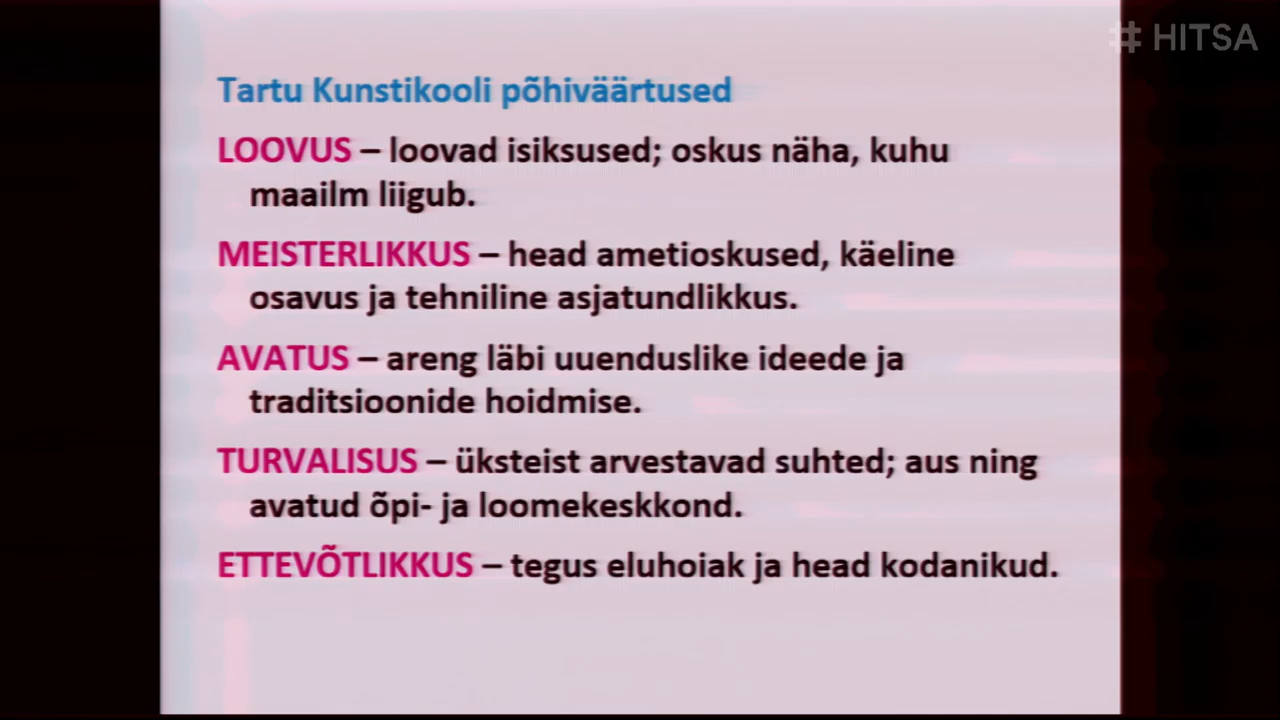 # HITSA
Tartu Kunstikooli põhiväärtused
LOOVUS – loovad isiksused; oskus näha, kuhu
maailm liigub.
MEISTERLIKKUS – head ametioskused, käeline
osavus ja tehniline asjatundlikkus.
AVATUS – areng läbi uuenduslike ideede ja
traditsioonide hoidmise.
TURVALISUS – üksteist arvestavad suhted; aus ning
avatud õpi- ja loomekeskkond.
ETTEVÕTLIKKUS – tegus eluhoiak ja head kodanikud.